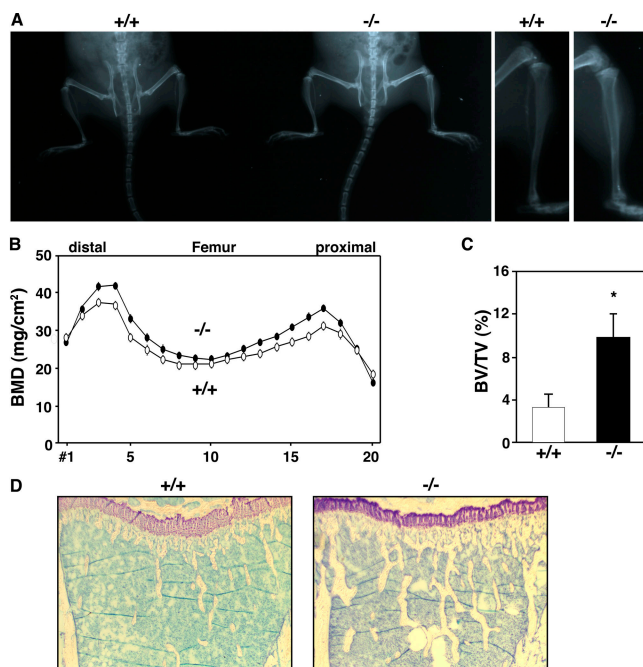 A
+/+ -/- +/+ -/-
B
distal Femur proximal
BMD (mg/cm²)
50
40
30
20
10
0
-/-
+/+
#1 5 10 15 20
C
BV/TV (%)
16
12
8
4
0
*
+/+ -/-
D
+/+ -/-